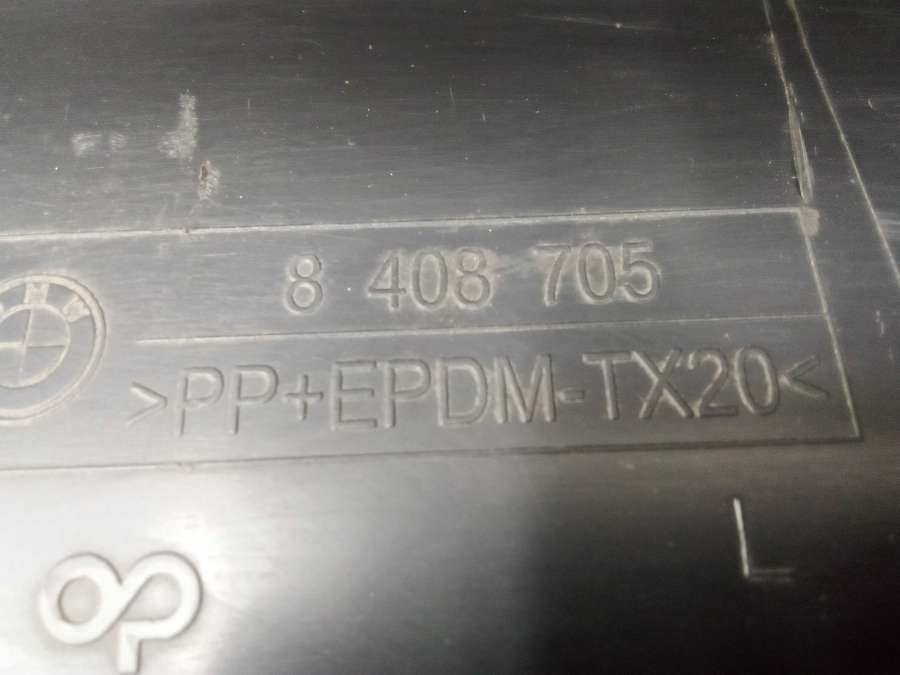 8 408 705
>PP+EPDM-TX20<
L